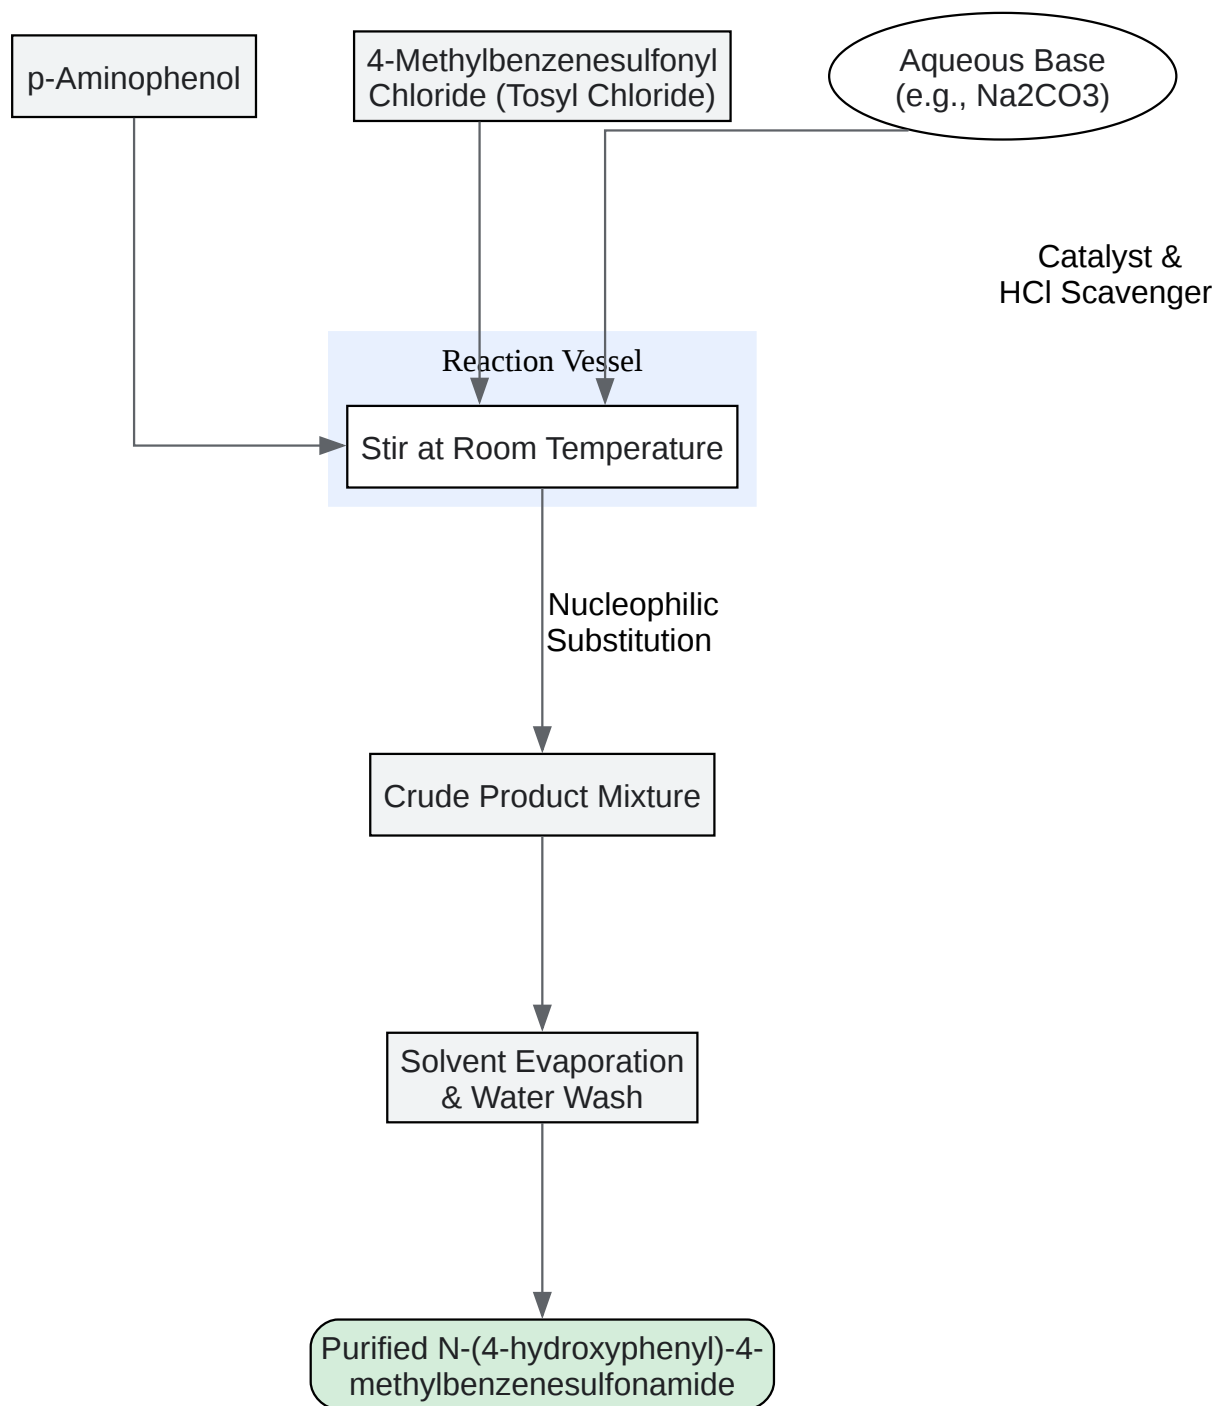 p-Aminophenol
4-Methylbenzenesulfonyl
Chloride (Tosyl Chloride)
Aqueous Base
(e.g., Na2CO3)
Catalyst &
HCl Scavenger
Reaction Vessel
Stir at Room Temperature
Nucleophilic
Substitution
Crude Product Mixture
Solvent Evaporation
& Water Wash
Purified N-(4-hydroxyphenyl)-4-
methylbenzenesulfonamide